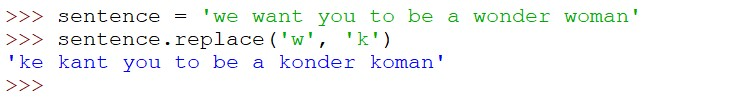 >>> sentence = 'we want you to be a wonder woman'
>>> sentence.replace('w', 'k')
'ke kant you to be a konder koman'
>>>